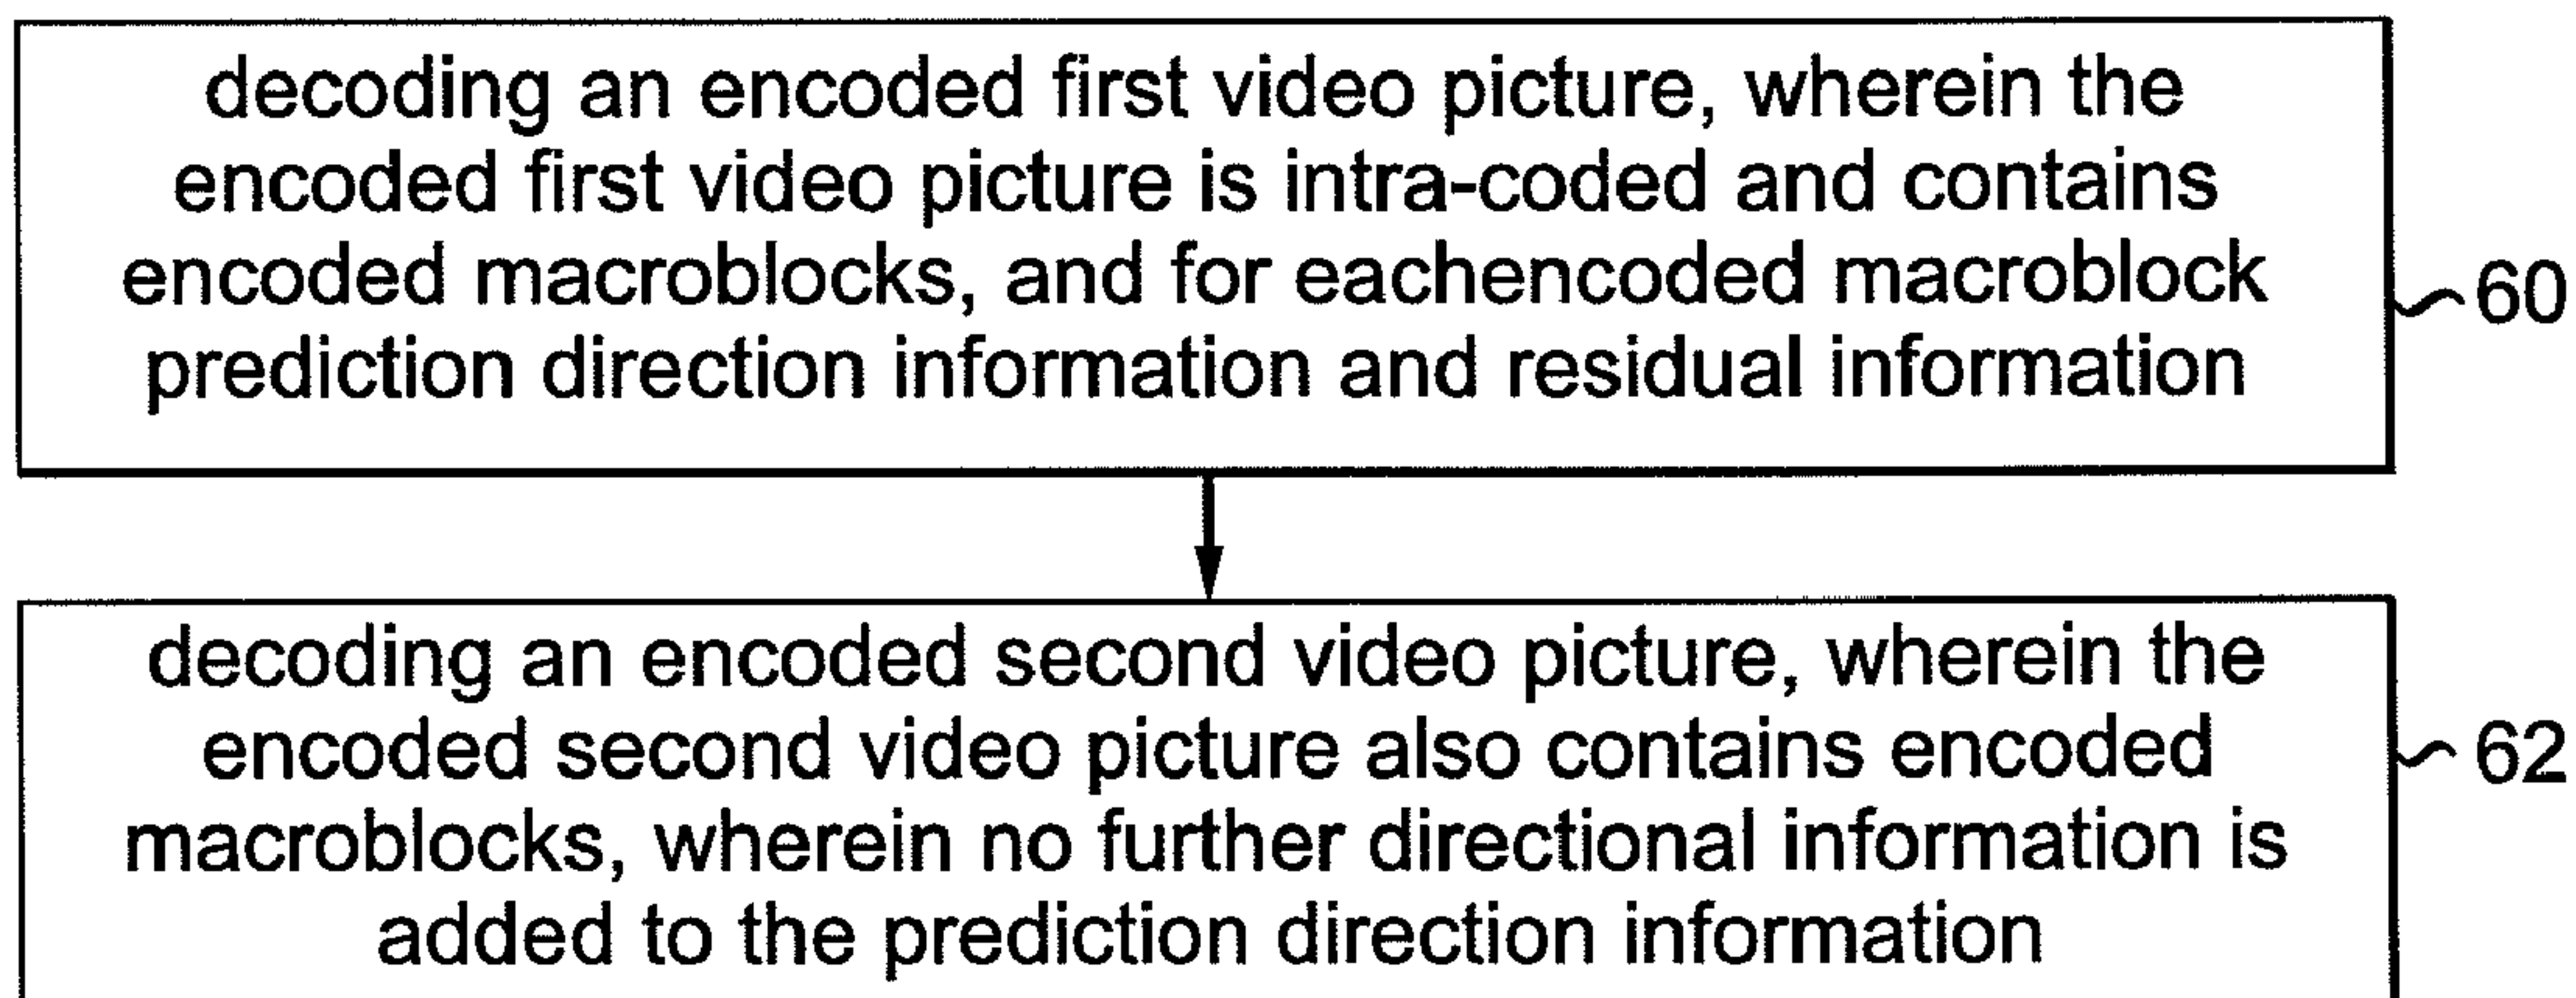 decoding an encoded first video picture, wherein the
encoded first video picture is intra-coded and contains
encoded macroblocks, and for eachencoded macroblock
prediction direction information and residual information
60
decoding an encoded second video picture, wherein the
encoded second video picture also contains encoded
macroblocks, wherein no further directional information is
added to the prediction direction information
62